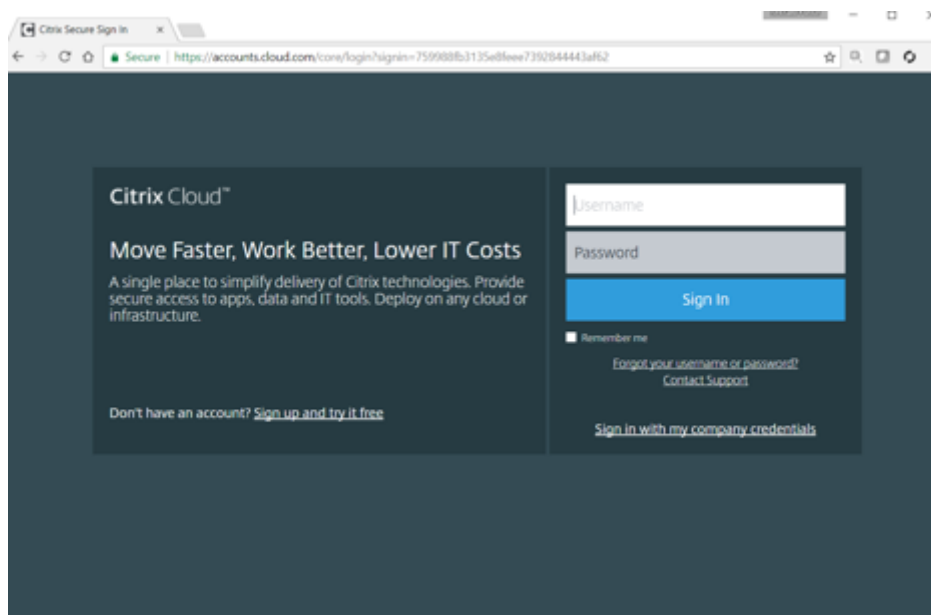 Citrix Secure Sign In
Secure
https://accounts.cloud.com/core/login?signin=759988fb3135e8feee7392844443af62
Citrix Cloud™
Username
Move Faster, Work Better, Lower IT Costs
Password
A single place to simplify delivery of Citrix technologies. Provide
secure access to apps, data and IT tools. Deploy on any cloud or
infrastructure.
Sign In
Remember me
Forgot your username or password?
Contact Support
Don't have an account? Sign up and try it free
Sign in with my company credentials